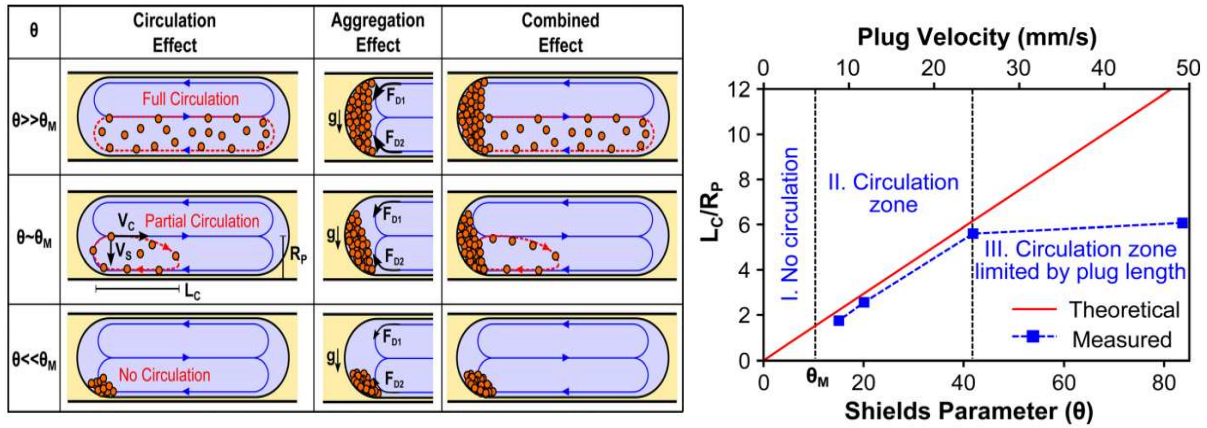 θ
Circulation
Effect
Aggregation
Effect
Combined
Effect
θ>>θM
Full Circulation
g
FD1
FD2
θ~θM
VC
Partial Circulation
VS
RP
LC
g
FD1
FD2
θ<<θM
No Circulation
g
FD1
FD2
Plug Velocity (mm/s)
0 10 20 30 40 50
LC/RP
12
10
8
6
4
2
0
I. No circulation
II. Circulation
zone
III. Circulation zone
limited by plug length
Theoretical
Measured
0 θM 20 40 60 80
Shields Parameter (θ)